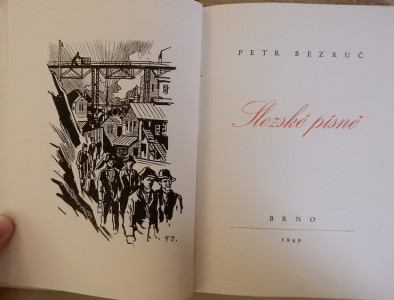 PETR BEZRUČ
Slezské písně
BRNO
1949